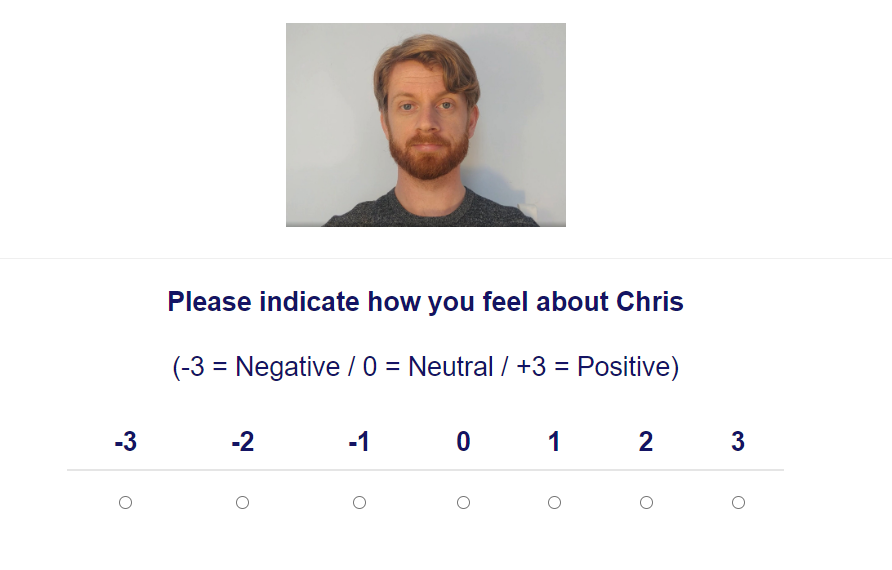 Please indicate how you feel about Chris
(-3 = Negative / 0 = Neutral / +3 = Positive)
-3 -2 -1 0 1 2 3